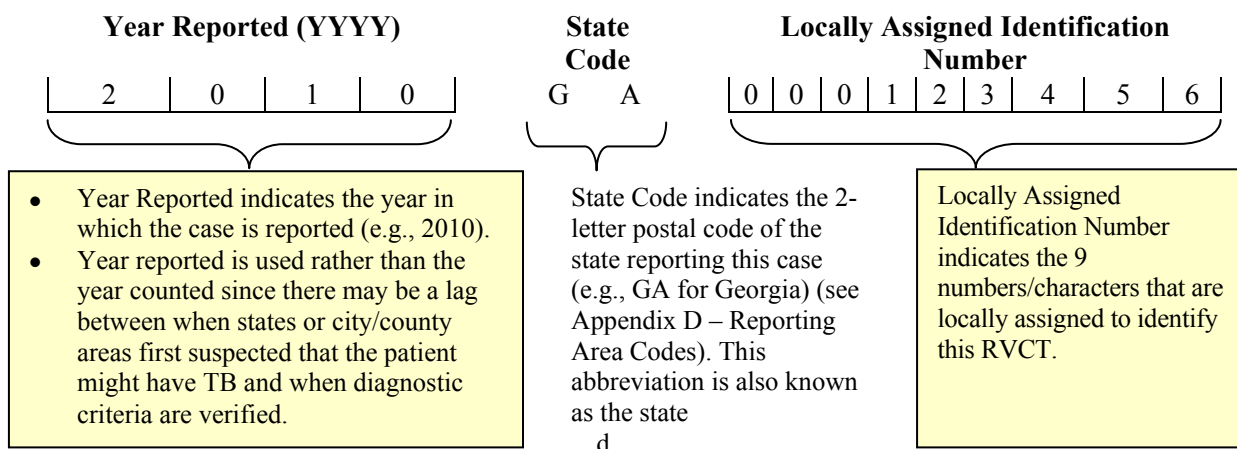 Year Reported (YYYY)
State Code
Locally Assigned Identification Number
2 0 1 0
G A
0 0 0 1 2 3 4 5 6
• Year Reported indicates the year in
which the case is reported (e.g., 2010).
• Year reported is used rather than the
year counted since there may be a lag
between when states or city/county
areas first suspected that the patient
might have TB and when diagnostic
criteria are verified.
State Code indicates the 2-
letter postal code of the
state reporting this case
(e.g., GA for Georgia) (see
Appendix D – Reporting
Area Codes). This
abbreviation is also known
as the state
d
Locally Assigned
Identification Number
indicates the 9
numbers/characters that are
locally assigned to identify
this RVCT.